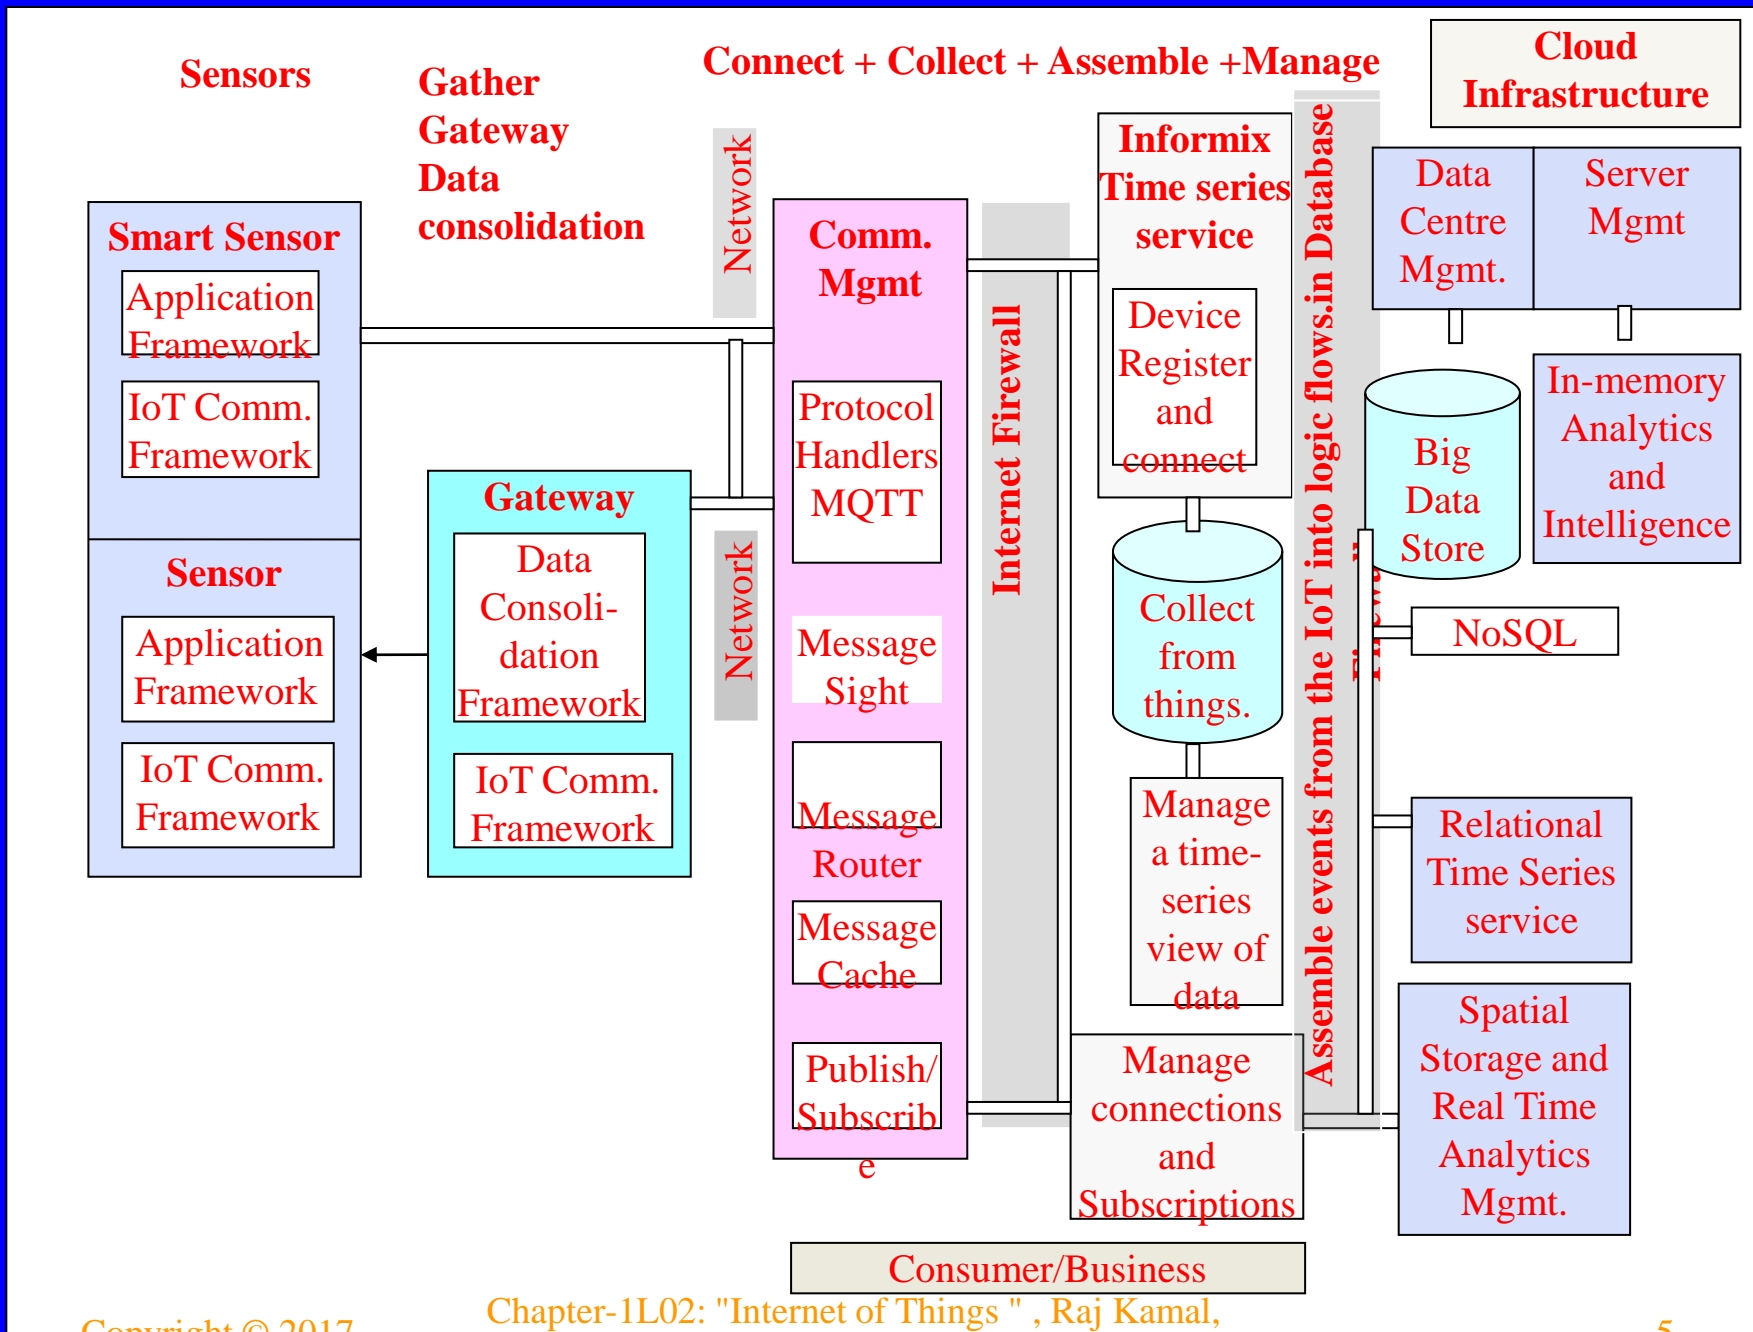 Sensors
Gather
Gateway
Data
consolidation
Connect + Collect + Assemble +Manage
Cloud
Infrastructure
Smart Sensor
Application
Framework
IoT Comm.
Framework
Sensor
Application
Framework
IoT Comm.
Framework
Gateway
Data
Consoli-
dation
Framework
IoT Comm.
Framework
Network
Network
Comm.
Mgmt
Protocol
Handlers
MQTT
Message
Sight
Message
Router
Message
Cache
Publish/
Subscrib
e
Internet Firewall
Informix
Time series
service
Device
Register
and
connect
Collect
from
things.
Manage
a time-
series
view of
data
Manage
connections
and
Subscriptions
Assemble events from the IoT into logic flows.in Database
Firewall
Data
Centre
Mgmt.
Server
Mgmt
Big
Data
Store
In-memory
Analytics
and
Intelligence
NoSQL
Relational
Time Series
service
Spatial
Storage and
Real Time
Analytics
Mgmt.
Consumer/Business
Chapter-1L02: "Internet of Things " , Raj Kamal,
Copyright © 2017
5